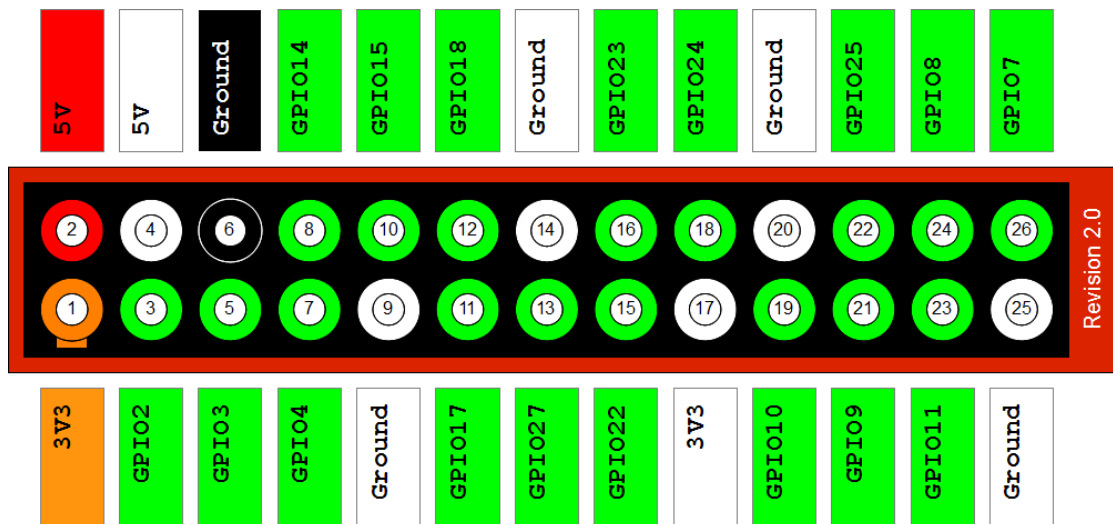 5V
5V
Ground
GPIO14
GPIO15
GPIO18
Ground
GPIO23
GPIO24
Ground
GPIO25
GPIO8
GPIO7
2
4
6
8
10
12
14
16
18
20
22
24
26
1
3
5
7
9
11
13
15
17
19
21
23
25
Revision 2.0
3V3
GPIO2
GPIO3
GPIO4
Ground
GPIO17
GPIO27
GPIO22
3V3
GPIO10
GPIO9
GPIO11
Ground